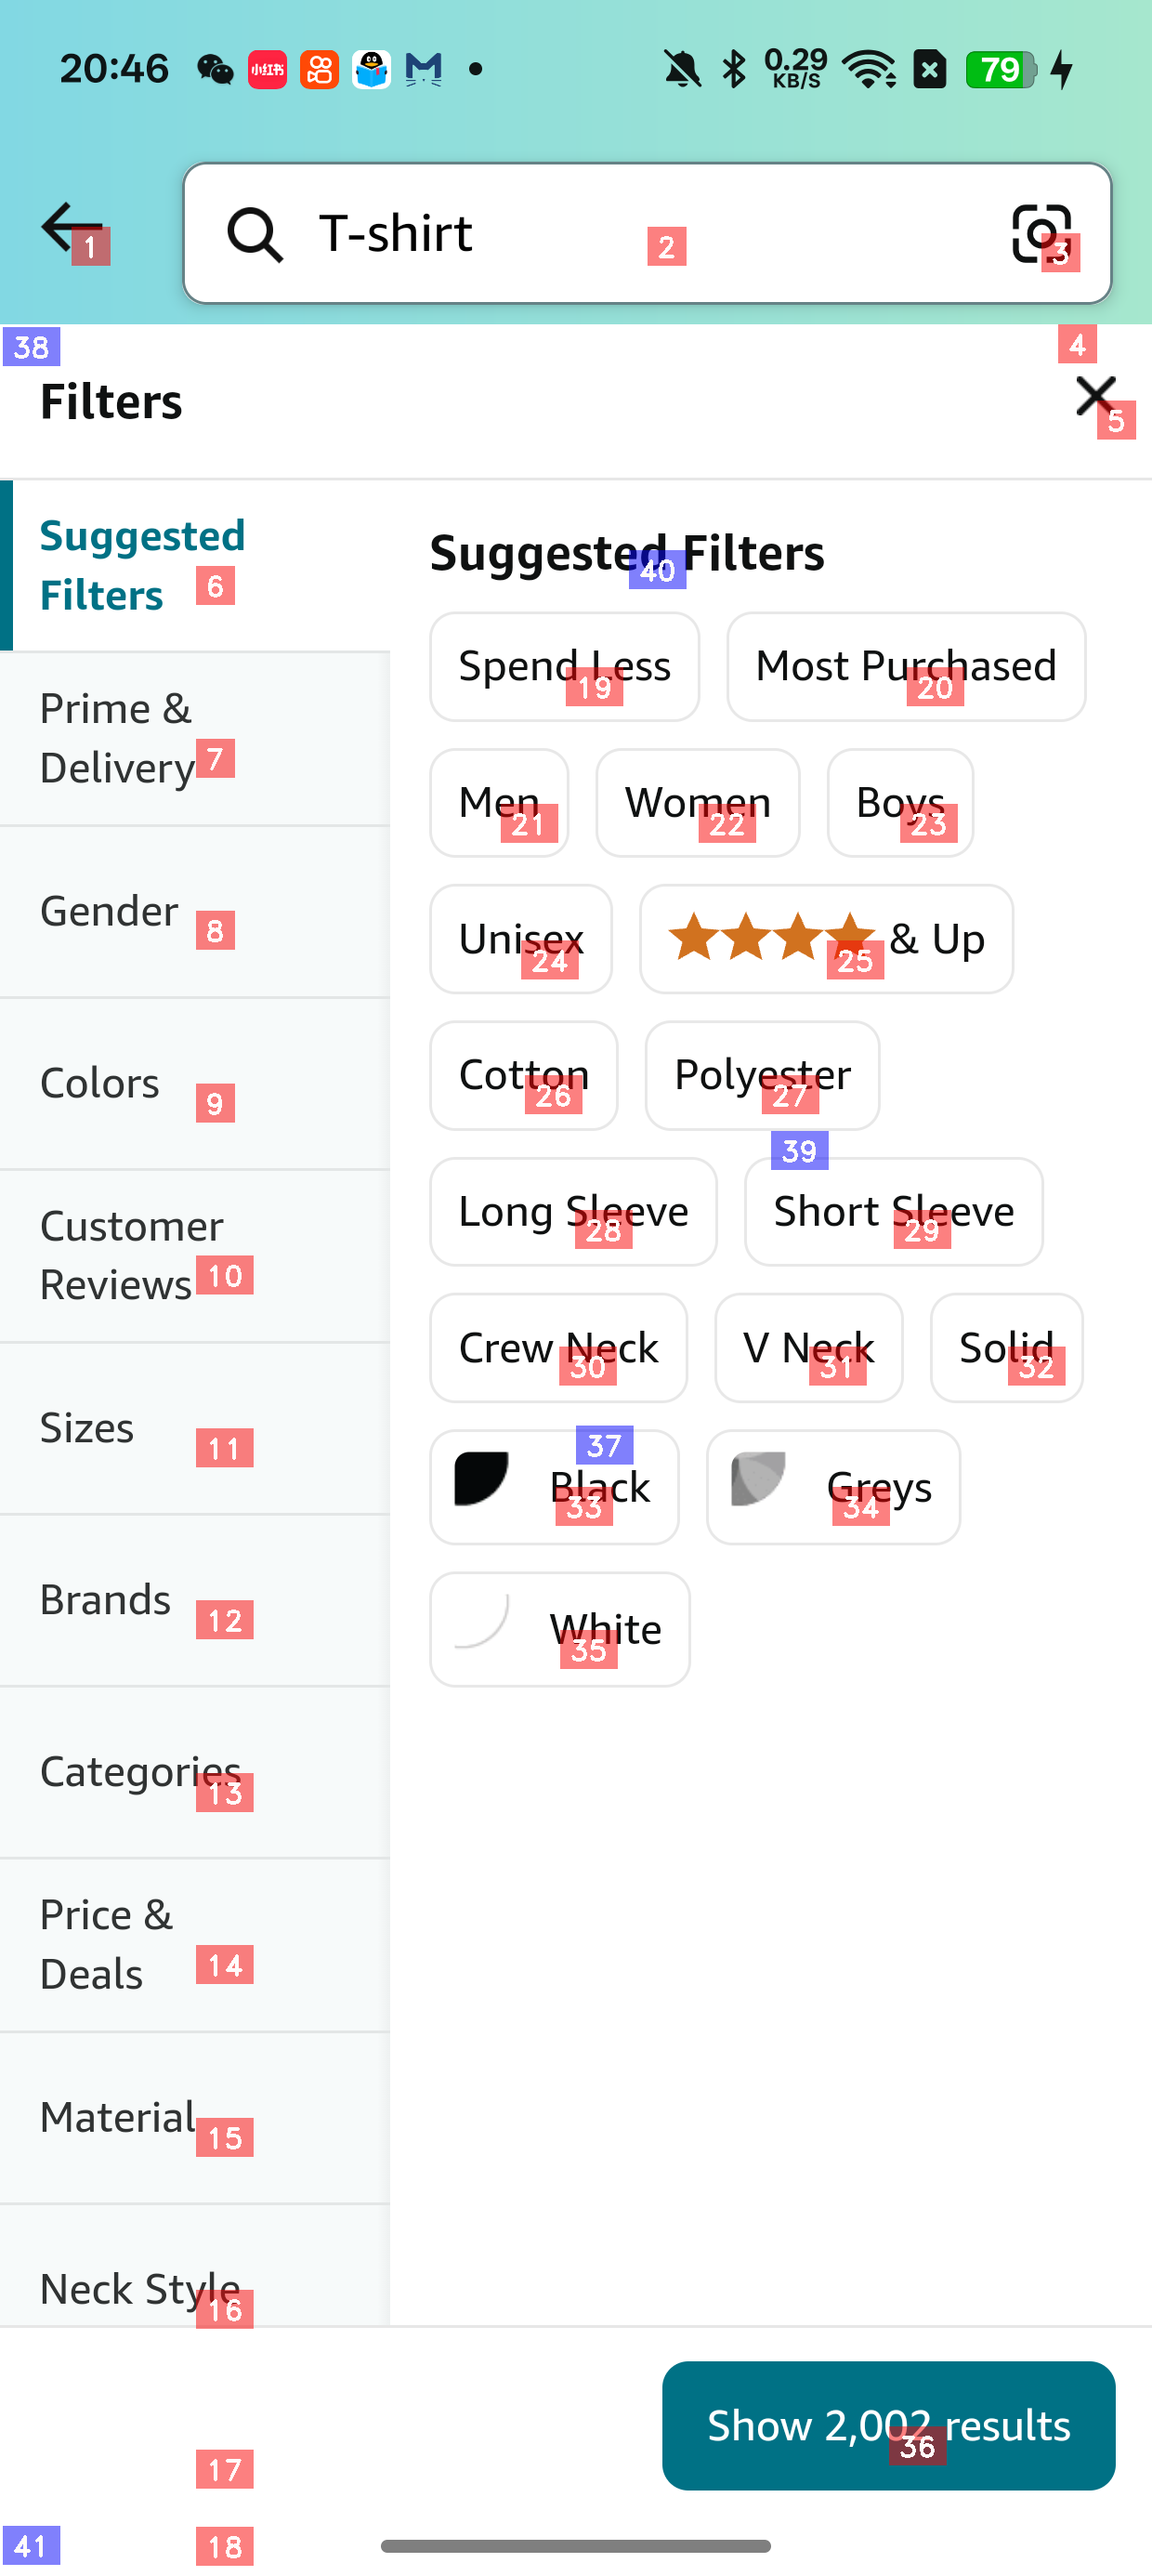 20:46 小红书 0.29 KB/S 79
T-shirt
1 2 3
38 4
Filters
5
Suggested
Filters
6
Suggested Filters
40
Spend Less Most Purchased
19 20
Prime &
Delivery
7
Men Women Boys
21 22 23
Gender
8
Unisex & Up
24 25
Colors
9
Cotton Polyester
26 27
39
Customer
Reviews
10
Long Sleeve Short Sleeve
28 29
Sizes
11
Crew Neck V Neck Solid
30 31 32
37
Black Greys
33 34
Brands
12
White
35
Categories
13
Price &
Deals
14
Material
15
Neck Style
16
Show 2,002 results
36
17
41 18